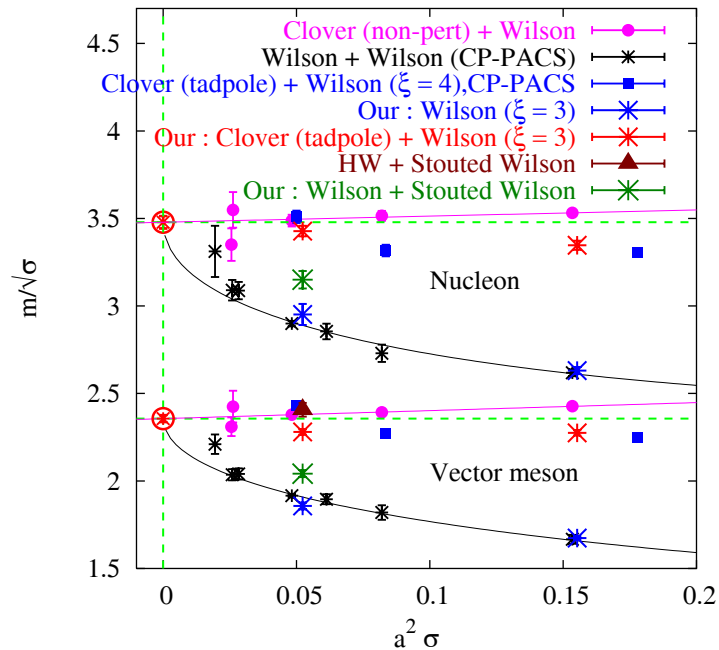 Clover (non-pert) + Wilson
Wilson + Wilson (CP-PACS)
Clover (tadpole) + Wilson (ξ = 4),CP-PACS
Our : Wilson (ξ = 3)
Our : Clover (tadpole) + Wilson (ξ = 3)
HW + Stouted Wilson
Our : Wilson + Stouted Wilson
4.5
4
3.5
3
2.5
2
1.5
m/√σ
Nucleon
Vector meson
0
0.05
0.1
0.15
0.2
a² σ